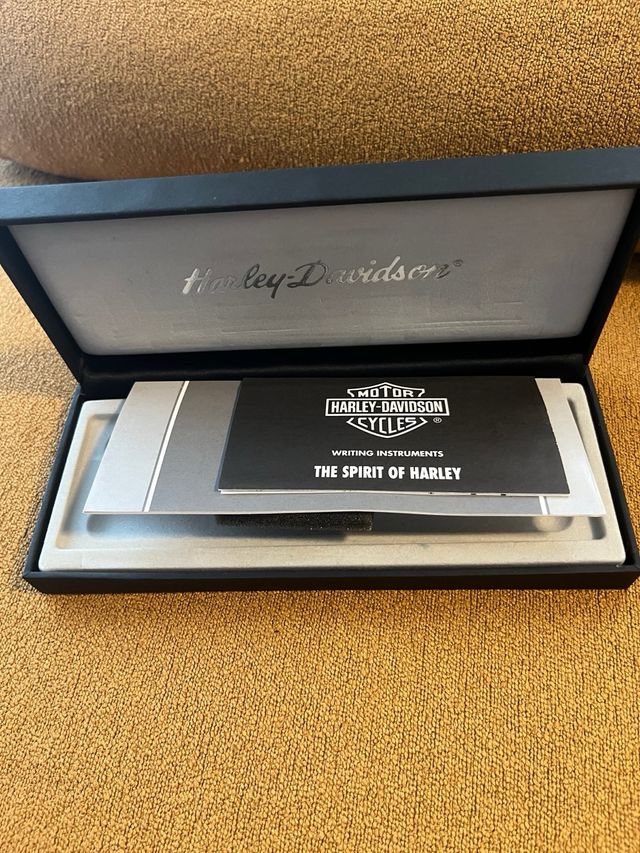 Harley-Davidson®
MOTOR
HARLEY-DAVIDSON
CYCLES®
WRITING INSTRUMENTS
THE SPIRIT OF HARLEY